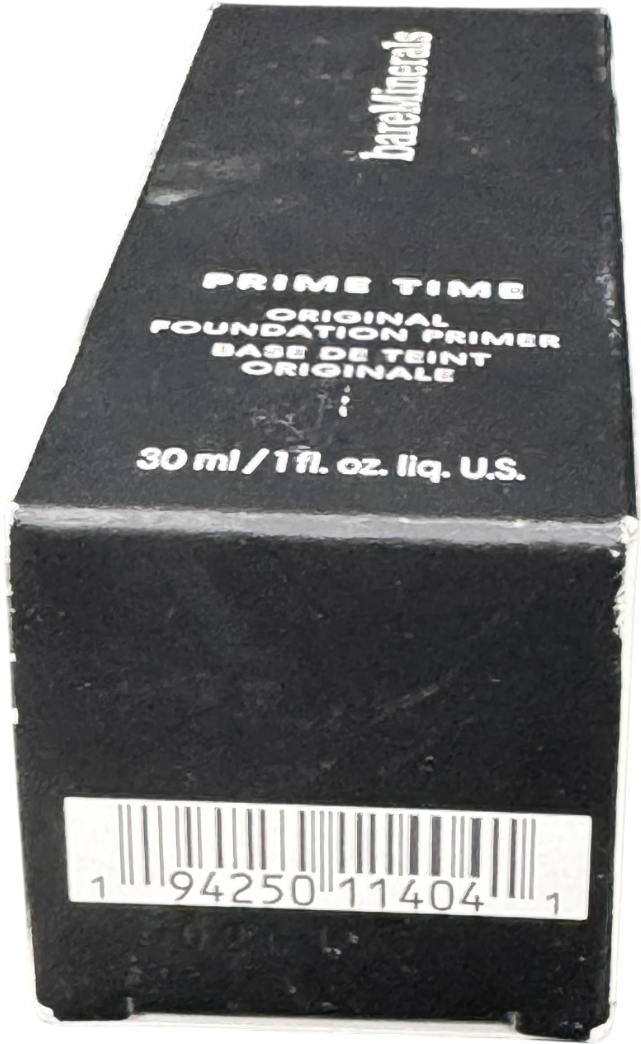 bareMinerals
PRIME TIME
ORIGINAL
FOUNDATION PRIMER
BASE DE TEINT
ORIGINALE
30 ml / 1 fl. oz. liq. U.S.
1 94250 11404 1